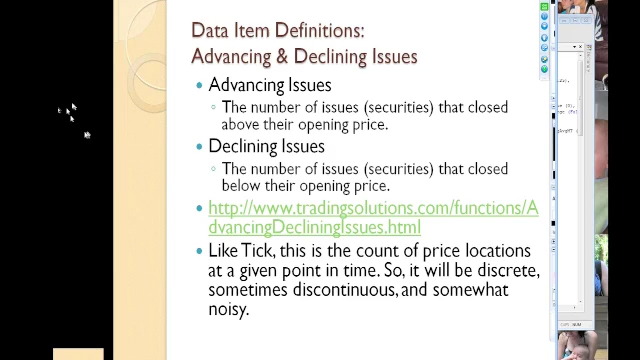 Data Item Definitions:
Advancing & Declining Issues
• Advancing Issues
◦ The number of issues (securities) that closed
above their opening price.
• Declining Issues
◦ The number of issues (securities) that closed
below their opening price.
• http://www.tradingsolutions.com/functions/A
dvancingDecliningIssues.html
• Like Tick, this is the count of price locations
at a given point in time. So, it will be discrete,
sometimes discontinuous, and somewhat
noisy.